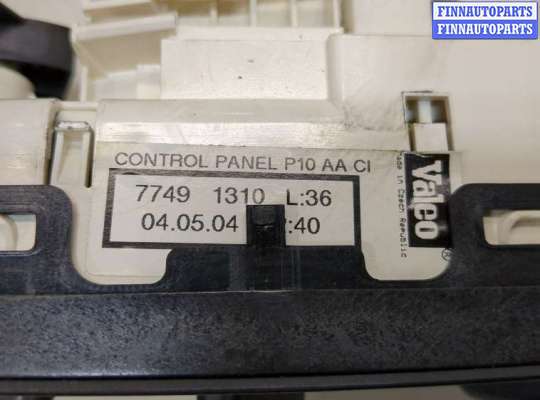 FINNAUTOPARTS
FINNAUTOPARTS
CONTROL PANEL P10 AA CI
7749 1310 L:36
04.05.04 :40
Valeo ®
Made in Czech Republic